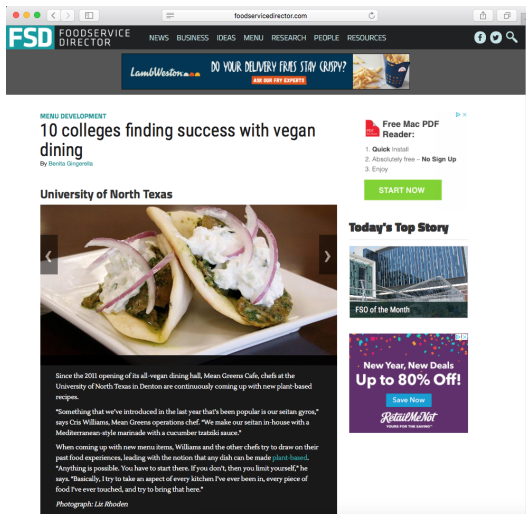 foodservicedirector.com
FSD FOODSERVICE DIRECTOR
NEWS BUSINESS IDEAS MENU RESEARCH PEOPLE RESOURCES
LambWeston DO YOUR DELIVERY FRIES STAY CRISPY?
ASK OUR FRY EXPERTS
MENU DEVELOPMENT
10 colleges finding success with vegan
dining
By Benita Gingerella
University of North Texas
Since the 2011 opening of its all-vegan dining hall, Mean Greens Cafe, chefs at the
University of North Texas in Denton are continuously coming up with new plant-based
recipes.
"Something that we've introduced in the last year that's been popular is our seitan gyros,"
says Cris Williams, Mean Greens operations chef. "We make our seitan in-house with a
Mediterranean-style marinade with a cucumber tzatziki sauce."
When coming up with new menu items, Williams and the other chefs try to draw on their
past food experiences, leading with the notion that any dish can be made plant-based.
"Anything is possible. You have to start there. If you don't, then you limit yourself," he
says. "Basically, I try to take an aspect of every kitchen I've ever been in, every piece of
food I've ever touched, and try to bring that here."
Photograph: Liz Rhoden
Free Mac PDF
Reader:
1. Quick Install
2. Absolutely free – No Sign Up
3. Enjoy
START NOW
Today's Top Story
FSO of the Month
New Year, New Deals
Up to 80% Off!
Save Now
RetailMeNot
YOURS FOR THE SAVING